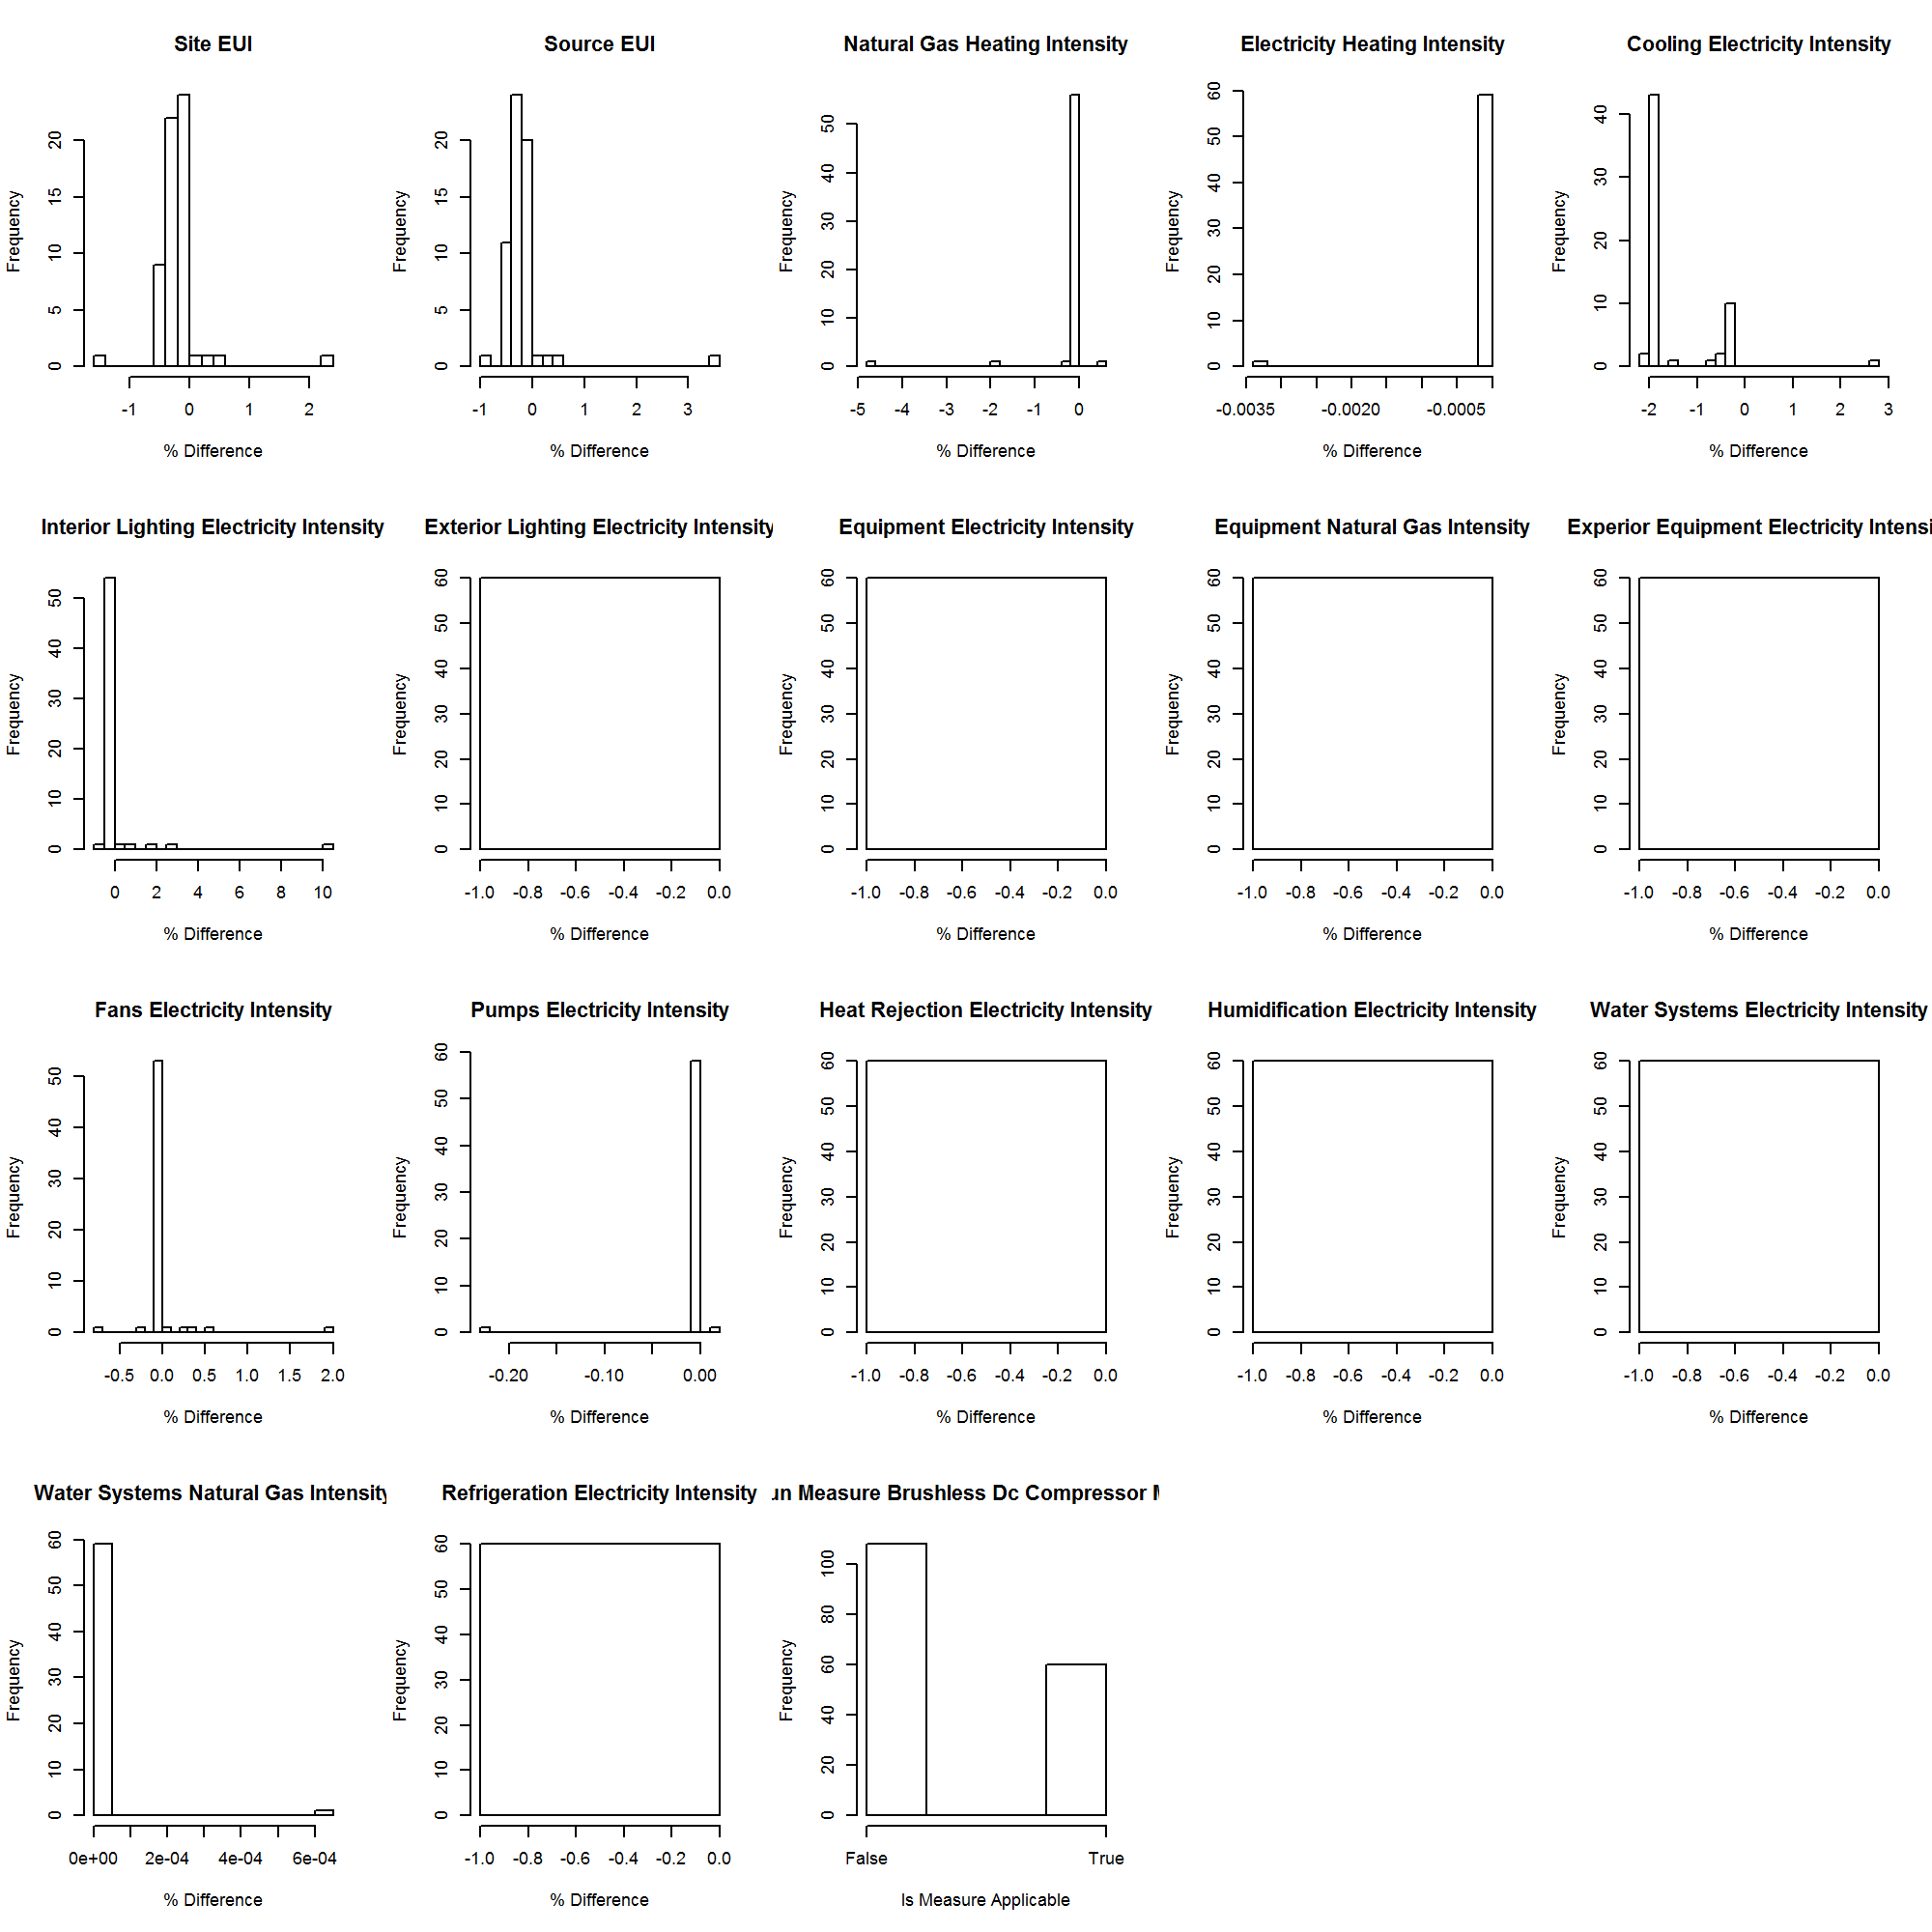 Site EUI
Frequency
0 5 10 15 20
-1 0 1 2
% Difference
Source EUI
Frequency
0 5 10 15 20
-1 0 1 2 3
% Difference
Natural Gas Heating Intensity
Frequency
0 10 20 30 40 50
-5 -4 -3 -2 -1 0
% Difference
Electricity Heating Intensity
Frequency
0 10 20 30 40 50 60
-0.0035 -0.0020 -0.0005
% Difference
Cooling Electricity Intensity
Frequency
0 10 20 30 40
-2 -1 0 1 2 3
% Difference
Interior Lighting Electricity Intensity
Frequency
0 10 20 30 40 50
0 2 4 6 8 10
% Difference
Exterior Lighting Electricity Intensity
Frequency
0 10 20 30 40 50 60
-1.0 -0.8 -0.6 -0.4 -0.2 0.0
% Difference
Equipment Electricity Intensity
Frequency
0 10 20 30 40 50 60
-1.0 -0.8 -0.6 -0.4 -0.2 0.0
% Difference
Equipment Natural Gas Intensity
Frequency
0 10 20 30 40 50 60
-1.0 -0.8 -0.6 -0.4 -0.2 0.0
% Difference
Experior Equipment Electricity Intensi
Frequency
0 10 20 30 40 50 60
-1.0 -0.8 -0.6 -0.4 -0.2 0.0
% Difference
Fans Electricity Intensity
Frequency
0 10 20 30 40 50
-0.5 0.0 0.5 1.0 1.5 2.0
% Difference
Pumps Electricity Intensity
Frequency
0 10 20 30 40 50 60
-0.20 -0.10 0.00
% Difference
Heat Rejection Electricity Intensity
Frequency
0 10 20 30 40 50 60
-1.0 -0.8 -0.6 -0.4 -0.2 0.0
% Difference
Humidification Electricity Intensity
Frequency
0 10 20 30 40 50 60
-1.0 -0.8 -0.6 -0.4 -0.2 0.0
% Difference
Water Systems Electricity Intensity
Frequency
0 10 20 30 40 50 60
-1.0 -0.8 -0.6 -0.4 -0.2 0.0
% Difference
Water Systems Natural Gas Intensity
Frequency
0 10 20 30 40 50 60
0e+00 2e-04 4e-04 6e-04
% Difference
Refrigeration Electricity Intensity
Frequency
0 10 20 30 40 50 60
-1.0 -0.8 -0.6 -0.4 -0.2 0.0
% Difference
un Measure Brushless Dc Compressor M
Frequency
0 20 40 60 80 100
False True
Is Measure Applicable